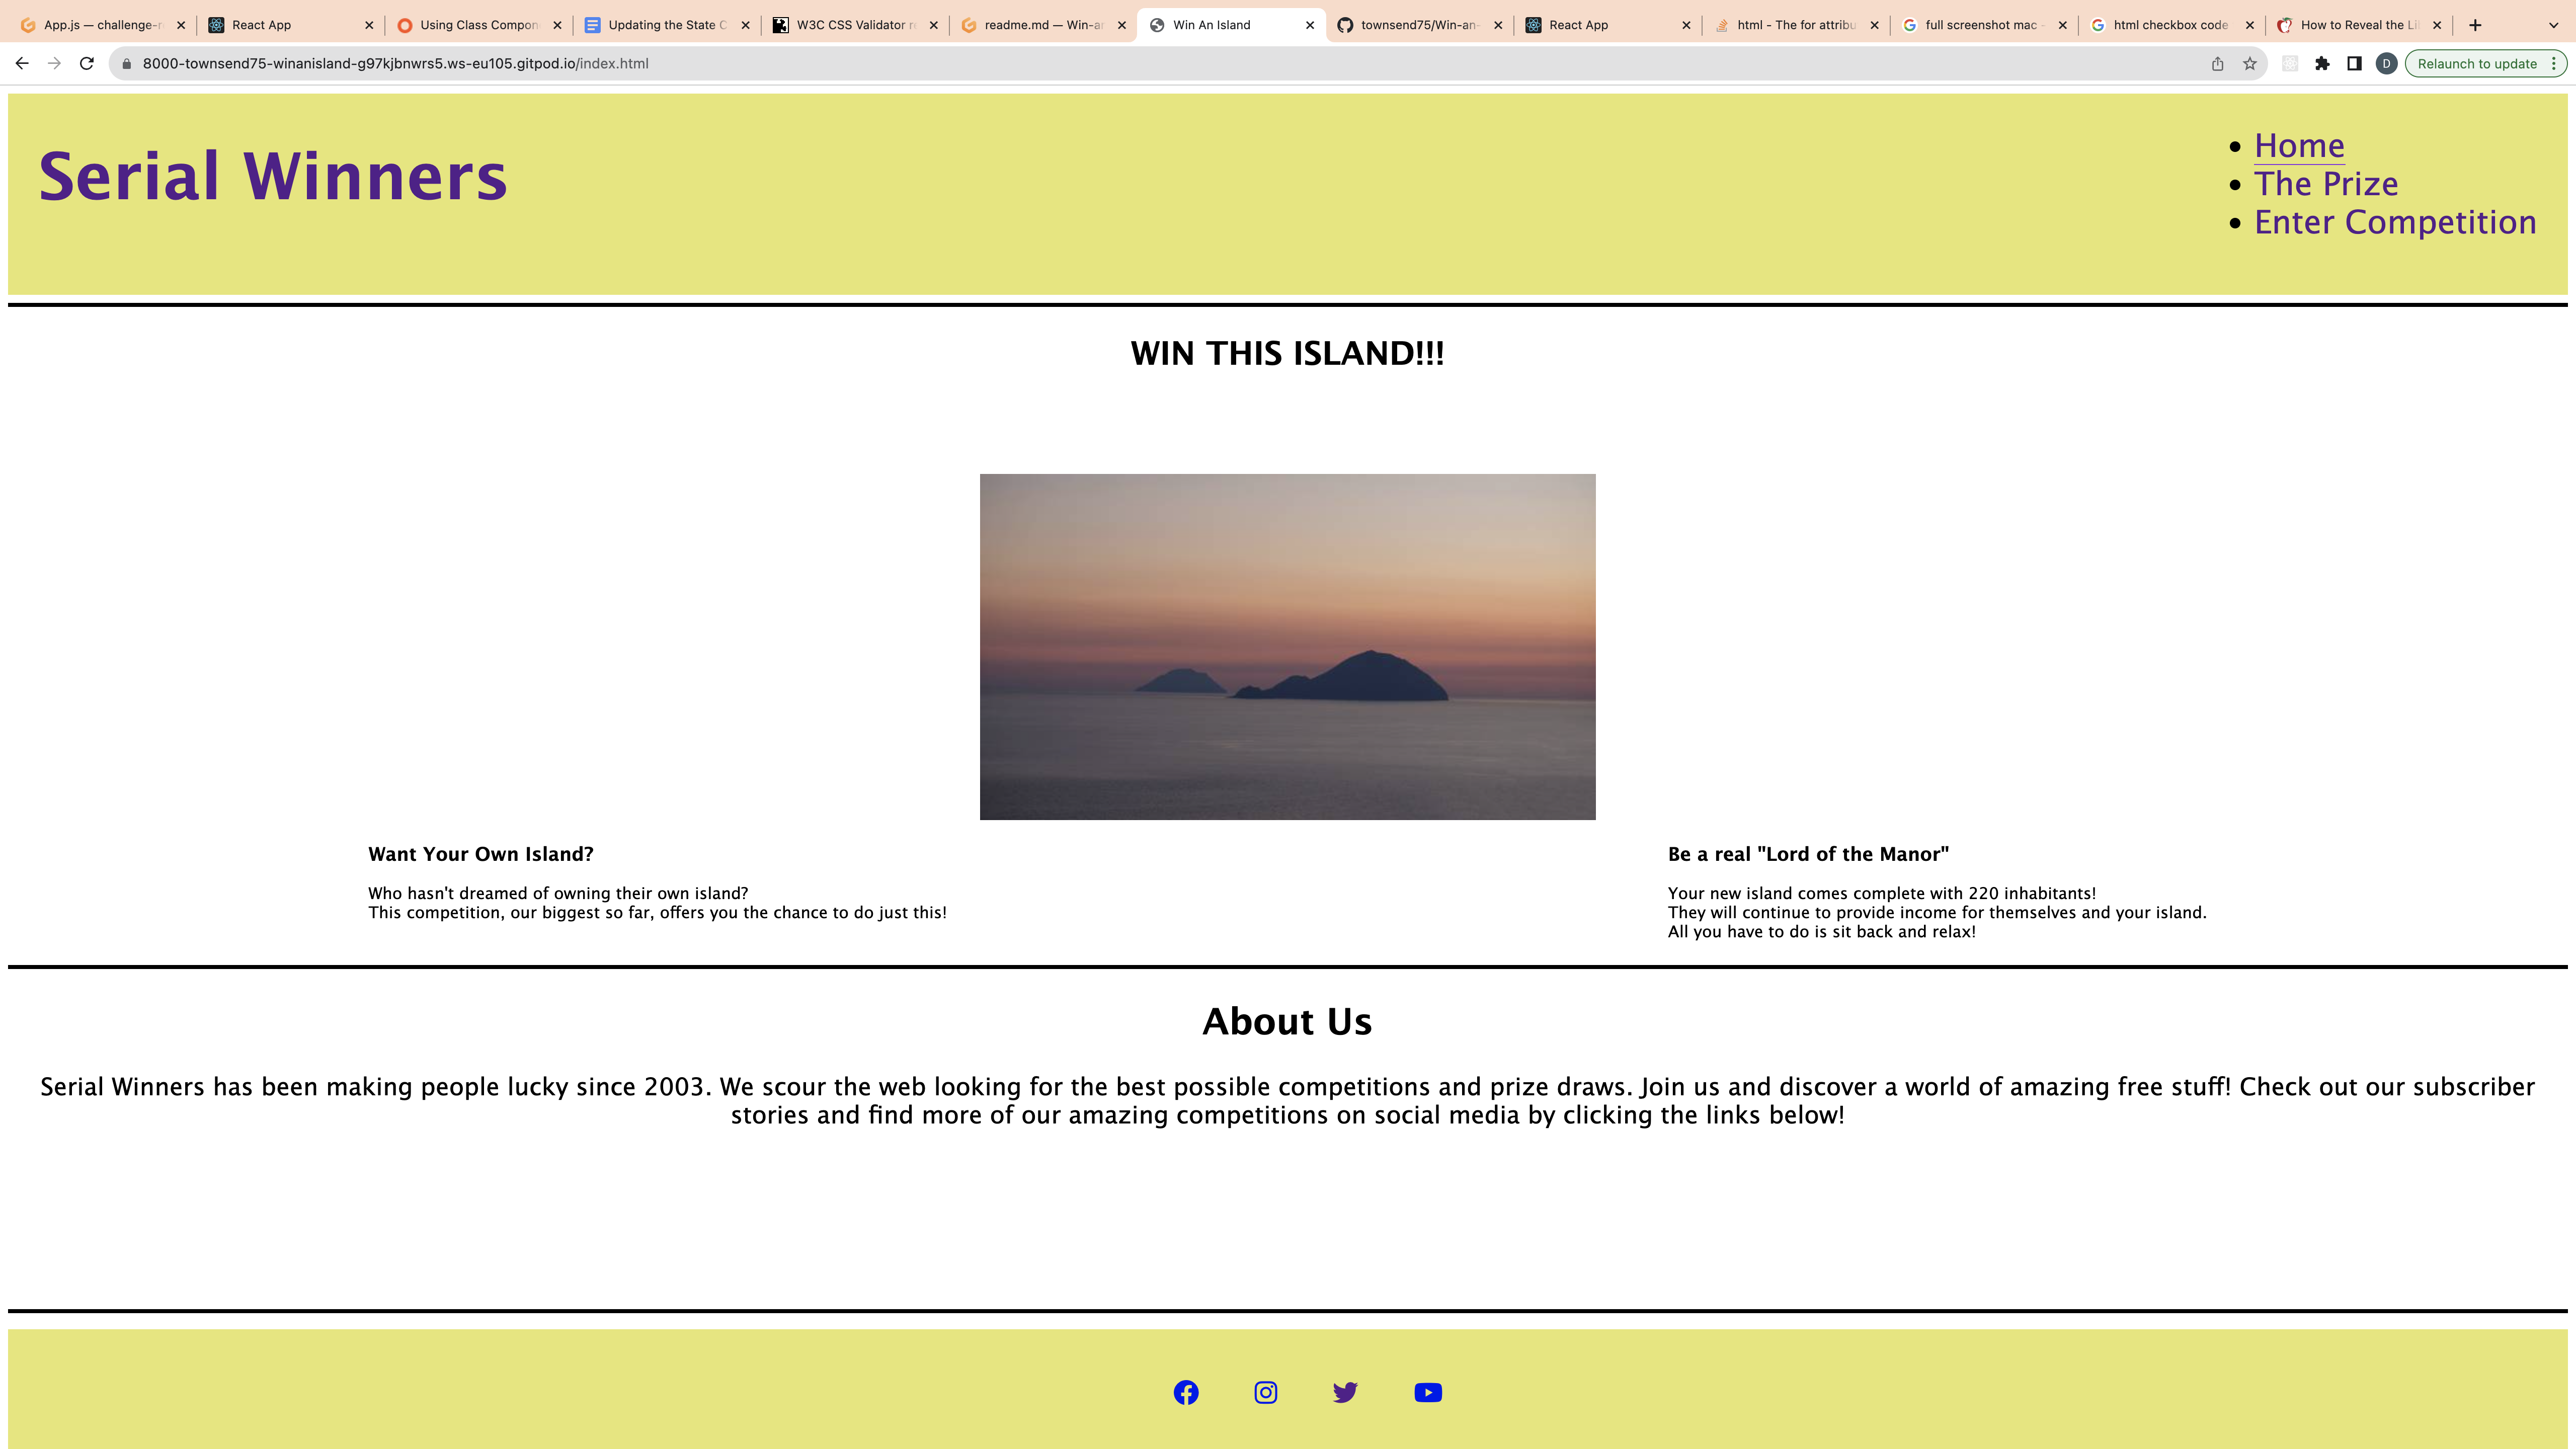 App.js — challenge-r
React App
Using Class Compon
Updating the State C
W3C CSS Validator re
readme.md — Win-ar
Win An Island
townsend75/Win-an-
React App
html - The for attribu
full screenshot mac -
html checkbox code
How to Reveal the Li
8000-townsend75-winanisland-g97kjbnwrs5.ws-eu105.gitpod.io/index.html
D
Relaunch to update
Serial Winners
Home
The Prize
Enter Competition
WIN THIS ISLAND!!!
Want Your Own Island?
Who hasn't dreamed of owning their own island?
This competition, our biggest so far, offers you the chance to do just this!
Be a real "Lord of the Manor"
Your new island comes complete with 220 inhabitants!
They will continue to provide income for themselves and your island.
All you have to do is sit back and relax!
About Us
Serial Winners has been making people lucky since 2003. We scour the web looking for the best possible competitions and prize draws. Join us and discover a world of amazing free stuff! Check out our subscriber
stories and find more of our amazing competitions on social media by clicking the links below!